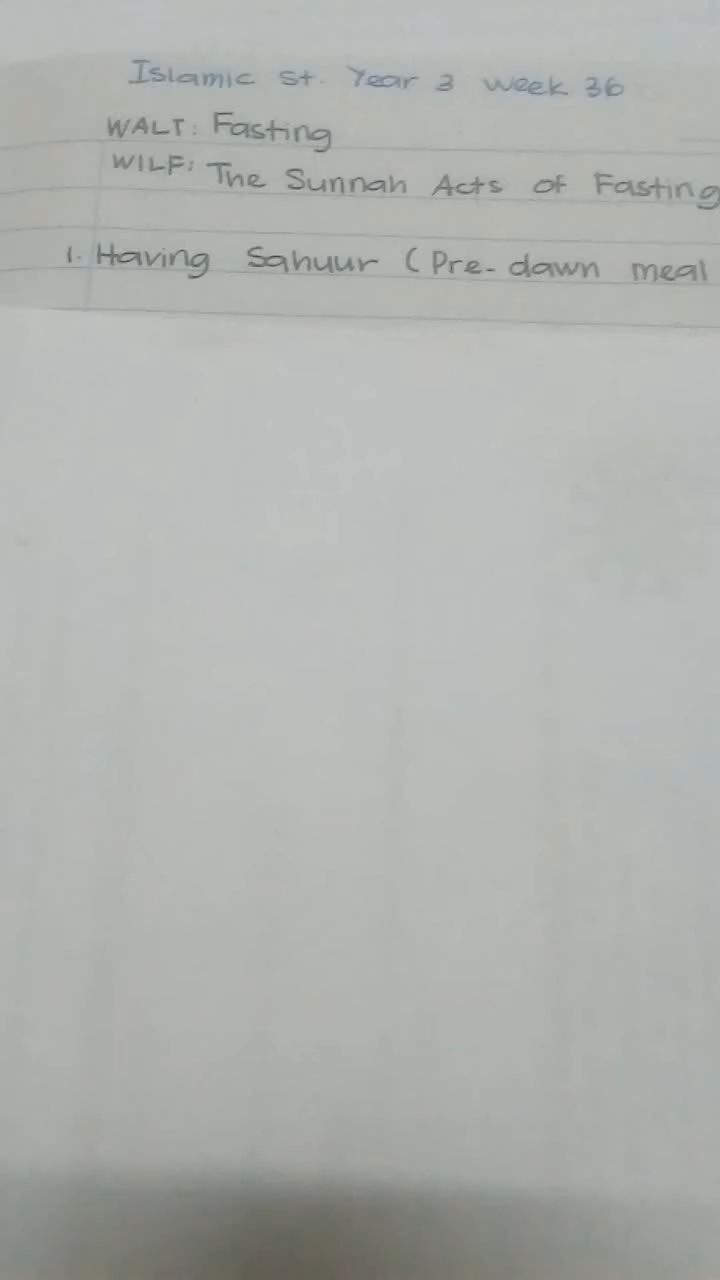 Islamic St. Year 3 Week 36
WALT: Fasting
WILF: The Sunnah Acts of Fasting
1. Having Sahuur (Pre-dawn meal